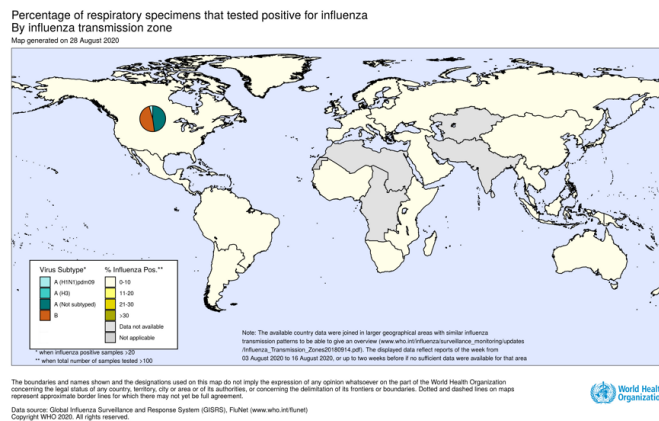 Percentage of respiratory specimens that tested positive for influenza
By influenza transmission zone
Map generated on 28 August 2020
Virus Subtype*
A (H1N1)pdm09
A (H3)
A (Not subtyped)
B
% Influenza Pos.**
0-10
11-20
21-30
>30
Data not available
Not applicable
* when influenza positive samples >20
** when total number of samples tested >100
Note: The available country data were joined in larger geographical areas with similar influenza
transmission patterns to be able to give an overview (www.who.int/influenza/surveillance_monitoring/updates
/Influenza_Transmission_Zones20180914.pdf). The displayed data reflect reports of the week from
03 August 2020 to 16 August 2020, or up to two weeks before if no sufficient data were available for that area
The boundaries and names shown and the designations used on this map do not imply the expression of any opinion whatsoever on the part of the World Health Organization
concerning the legal status of any country, territory, city or area or of its authorities, or concerning the delimitation of its frontiers or boundaries. Dotted and dashed lines on maps
represent approximate border lines for which there may not yet be full agreement.
Data source: Global Influenza Surveillance and Response System (GISRS), FluNet (www.who.int/flunet)
Copyright WHO 2020. All rights reserved.
World Healt
Organizatio